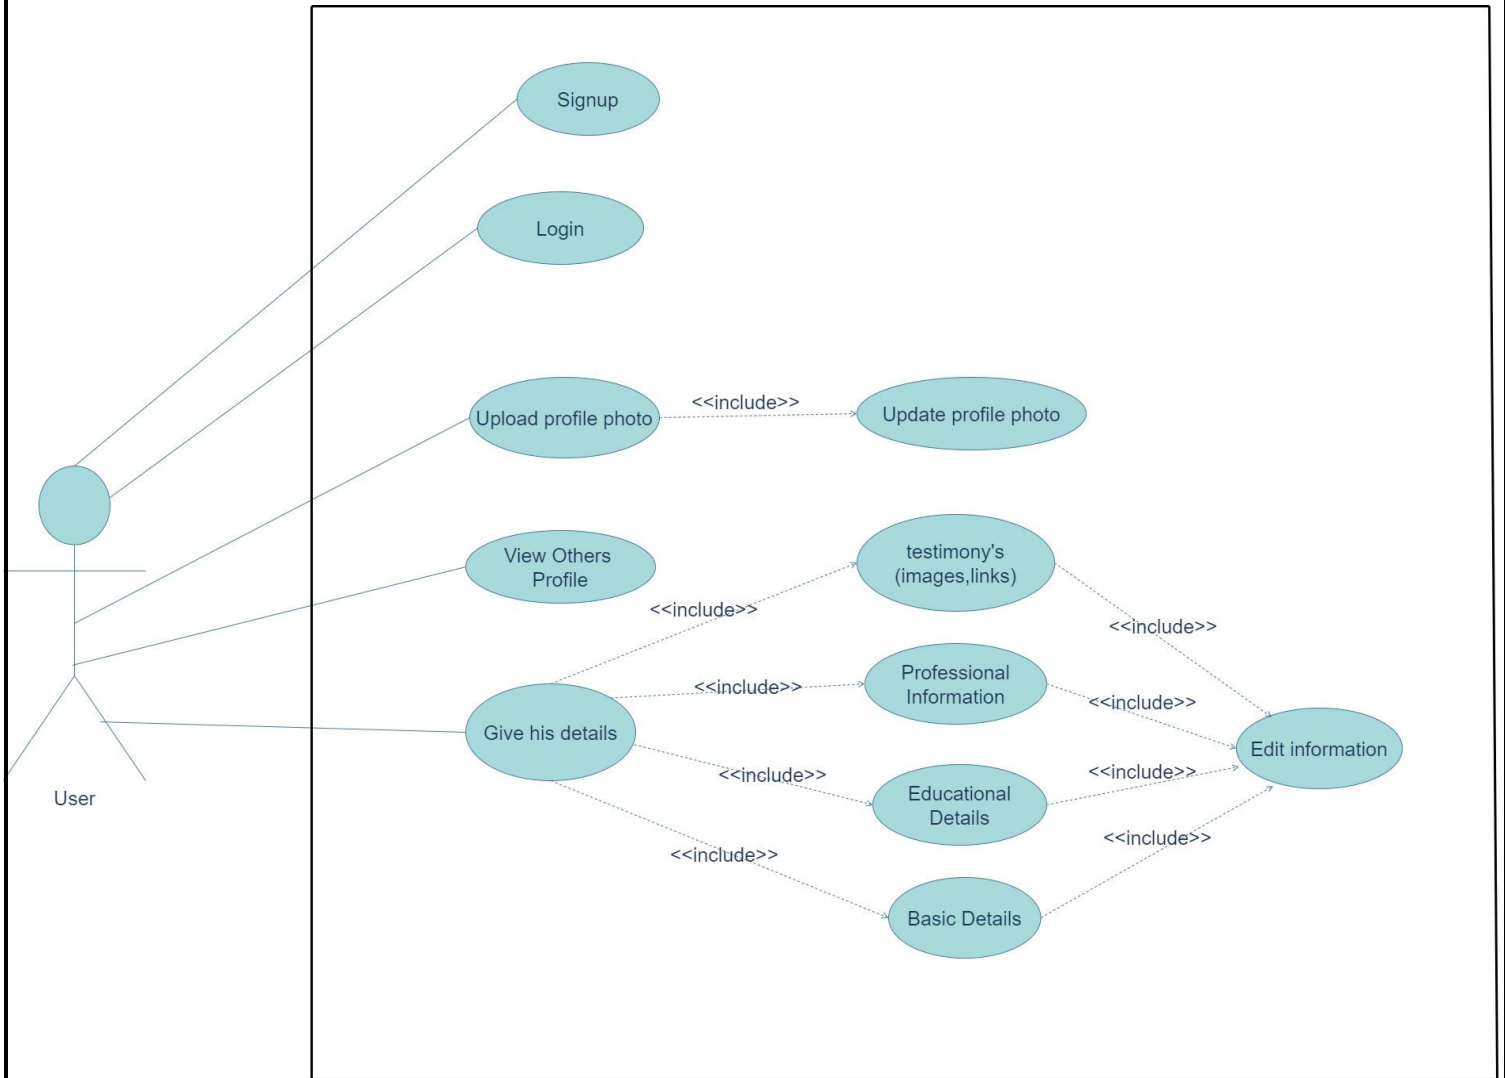 Signup
Login
Upload profile photo
<<include>>
Update profile photo
View Others
Profile
testimony's
(images,links)
<<include>>
<<include>>
Professional
Information
<<include>>
<<include>>
Give his details
Edit information
<<include>>
Educational
Details
<<include>>
<<include>>
Basic Details
<<include>>
User